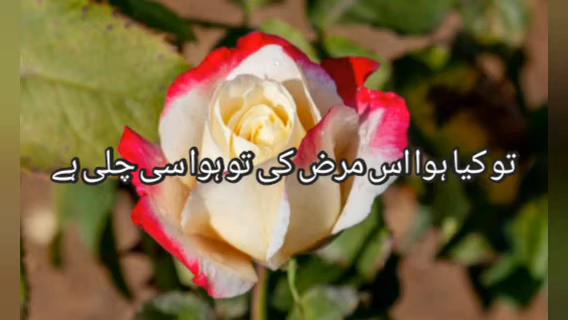 تو کیا ہوا اس مرض کی تو ہوا سی چلی ہے